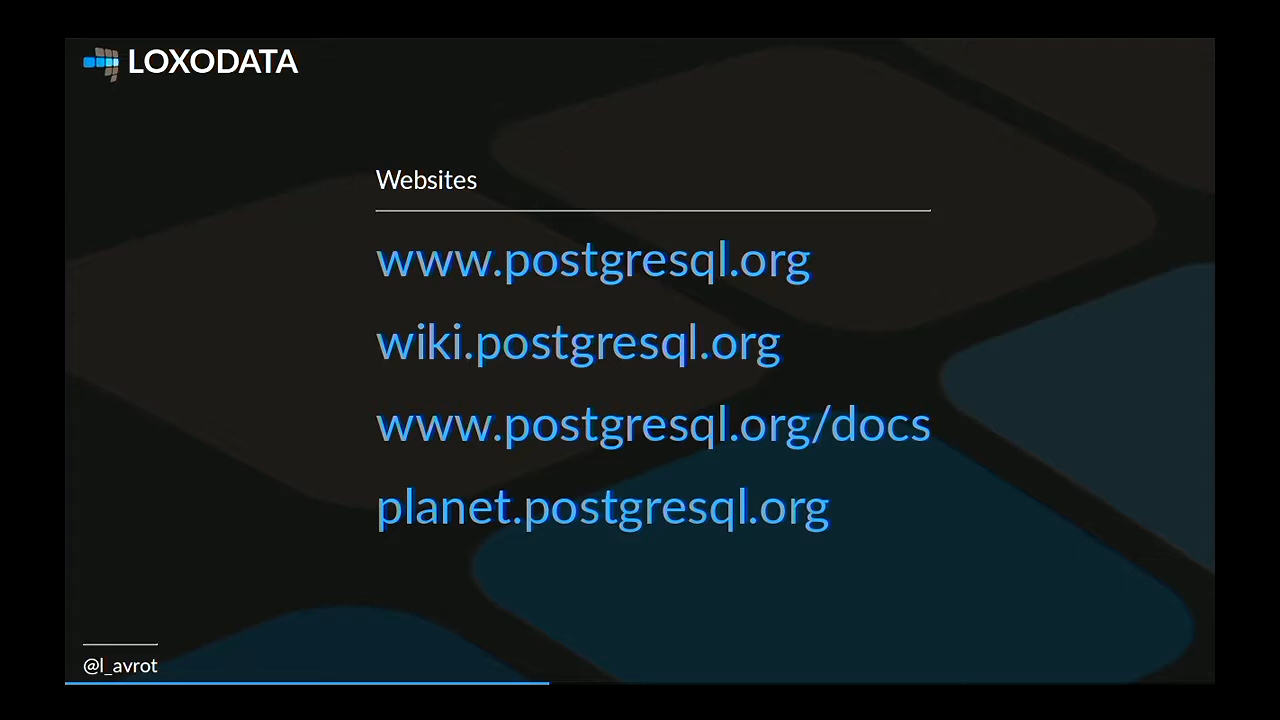 LOXODATA
Websites
www.postgresql.org
wiki.postgresql.org
www.postgresql.org/docs
planet.postgresql.org
@l_avrot